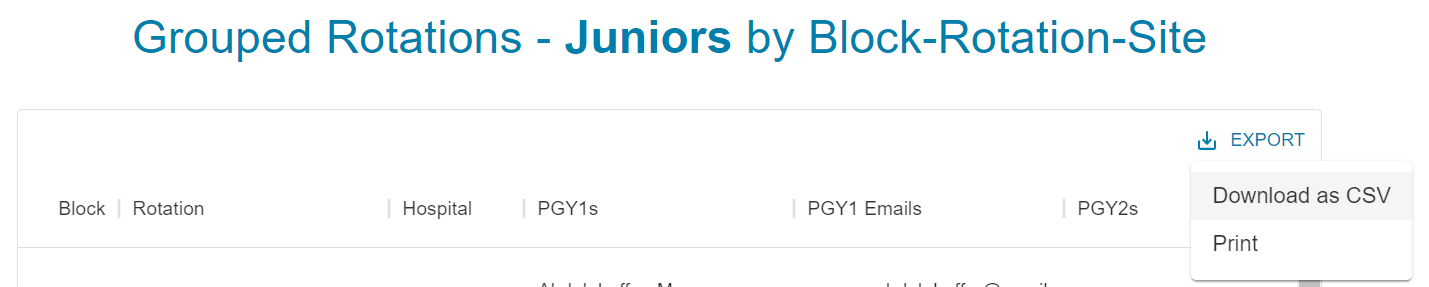 Grouped Rotations - Juniors by Block-Rotation-Site
EXPORT
Download as CSV
Print
Block Rotation Hospital PGY1s PGY1 Emails PGY2s